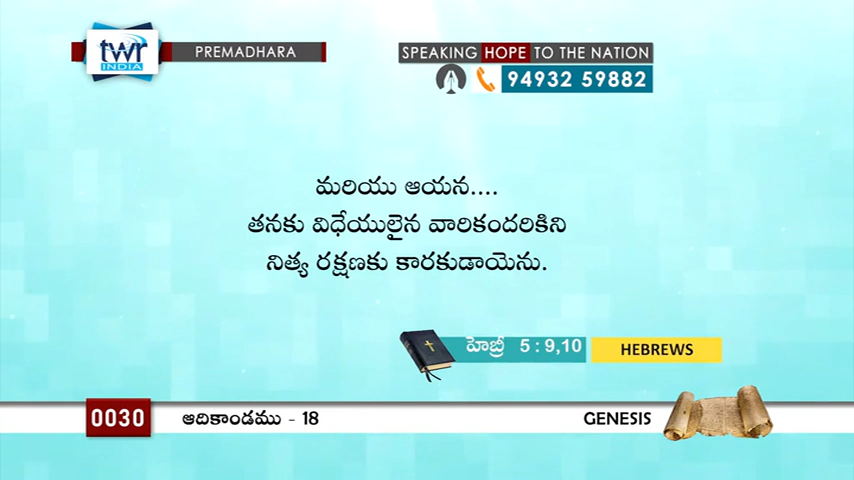 twr
INDIA
PREMADHARA
SPEAKING HOPE TO THE NATION
94932 59882
మరియు ఆయన....
తనకు విధేయులైన వారికందరికిని
నిత్య రక్షణకు కారకుడాయెను.
హెబ్రీ 5 : 9,10
HEBREWS
0030
ఆదికాండము - 18
GENESIS